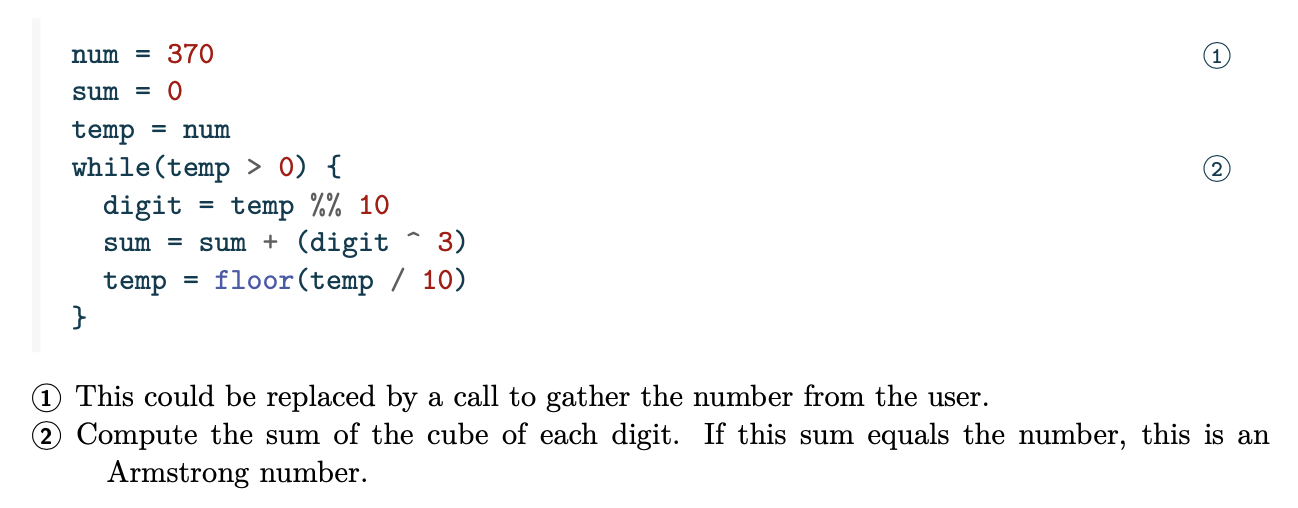 num = 370 ①
sum = 0
temp = num
while(temp > 0) { ②
  digit = temp %% 10
  sum = sum + (digit ^ 3)
  temp = floor(temp / 10)
}
① This could be replaced by a call to gather the number from the user.
② Compute the sum of the cube of each digit. If this sum equals the number, this is an
Armstrong number.